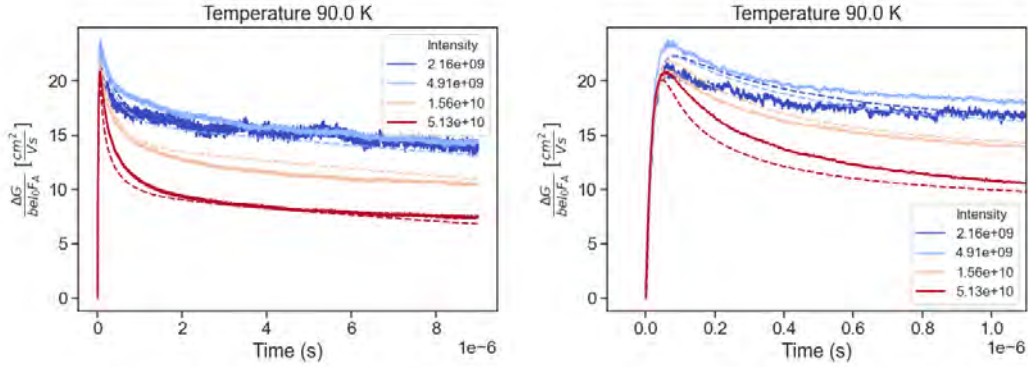 Temperature 90.0 K
20
15
10
5
0
ΔG / beI₀F_A [cm² / Vs]
Intensity
2.16e+09
4.91e+09
1.56e+10
5.13e+10
0
2
4
6
8
1e-6
Time (s)
Temperature 90.0 K
20
15
10
5
0
ΔG / beI₀F_A [cm² / Vs]
Intensity
2.16e+09
4.91e+09
1.56e+10
5.13e+10
0.0
0.2
0.4
0.6
0.8
1.0
1e-6
Time (s)